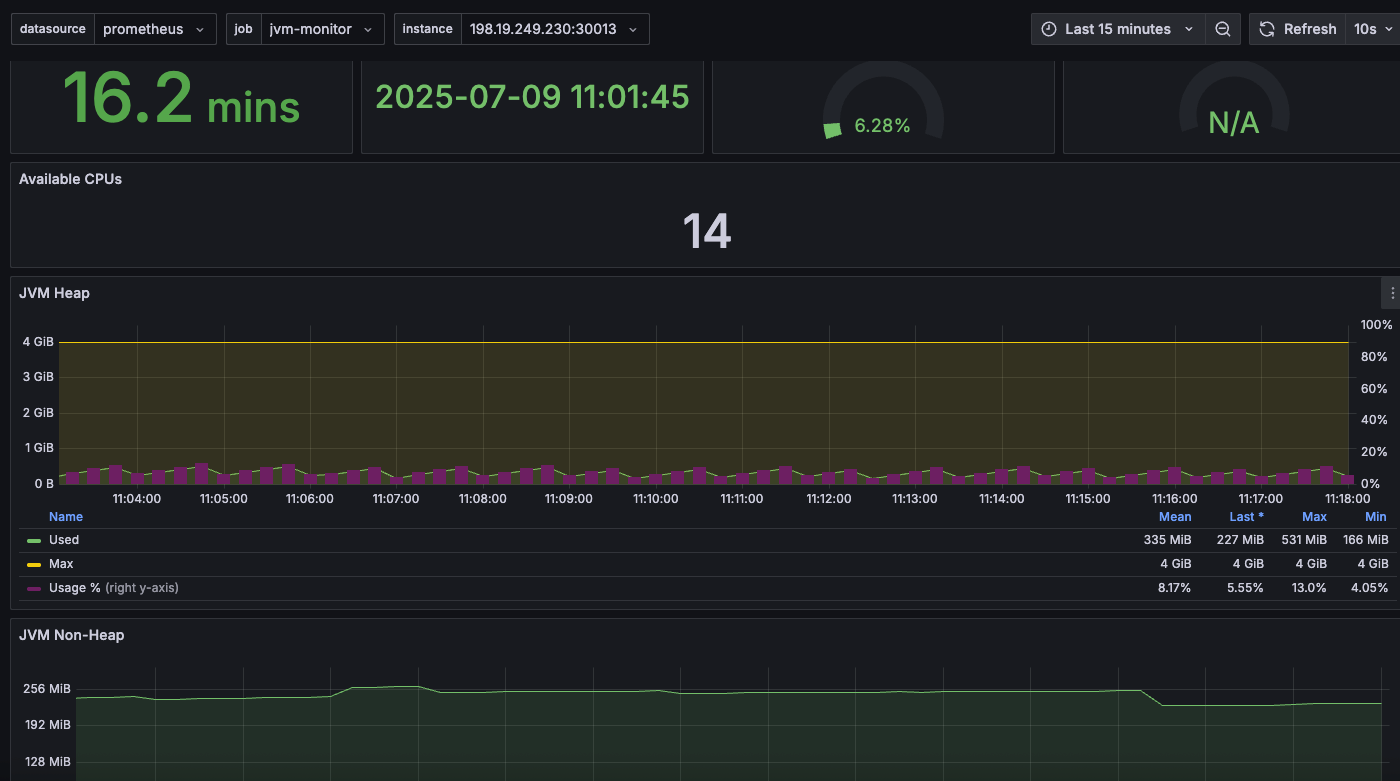 datasource prometheus job jvm-monitor instance 198.19.249.230:30013 Last 15 minutes Refresh 10s
16.2 mins 2025-07-09 11:01:45 6.28% N/A
Available CPUs
14
JVM Heap
100%
4 GiB
80%
3 GiB
60%
2 GiB
40%
1 GiB
20%
0 B 0%
11:04:00 11:05:00 11:06:00 11:07:00 11:08:00 11:09:00 11:10:00 11:11:00 11:12:00 11:13:00 11:14:00 11:15:00 11:16:00 11:17:00 11:18:00
Name Mean Last * Max Min
Used 335 MiB 227 MiB 531 MiB 166 MiB
Max 4 GiB 4 GiB 4 GiB 4 GiB
Usage % (right y-axis) 8.17% 5.55% 13.0% 4.05%
JVM Non-Heap
256 MiB
192 MiB
128 MiB